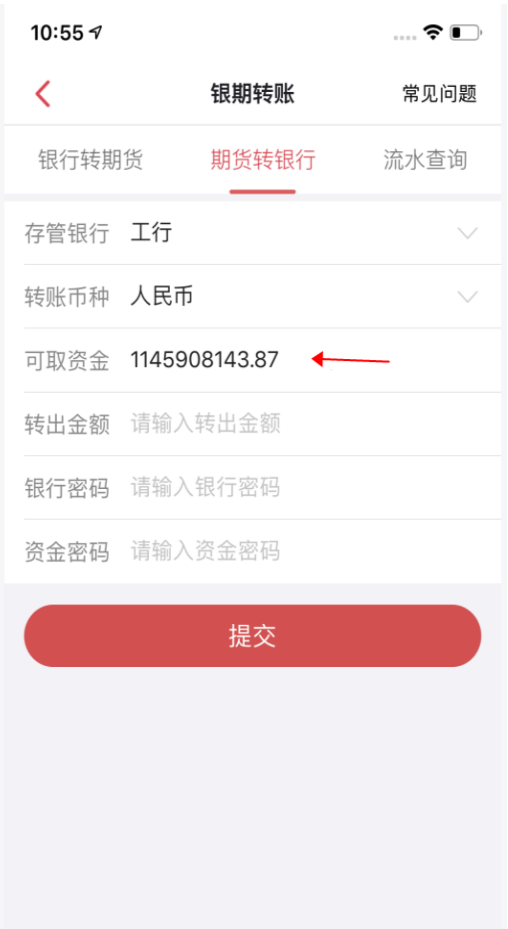 10:55
银期转账 常见问题
银行转期货 期货转银行 流水查询
存管银行 工行
转账币种 人民币
可取资金 1145908143.87
转出金额 请输入转出金额
银行密码 请输入银行密码
资金密码 请输入资金密码
提交